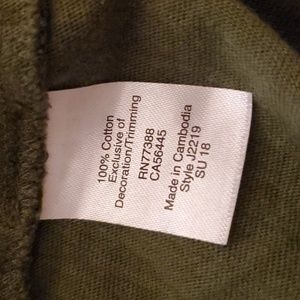 100% Cotton
Exclusive of
Decoration/Trimming
RN77388
CA56445
Made in Cambodia
Style J2219
SU 18